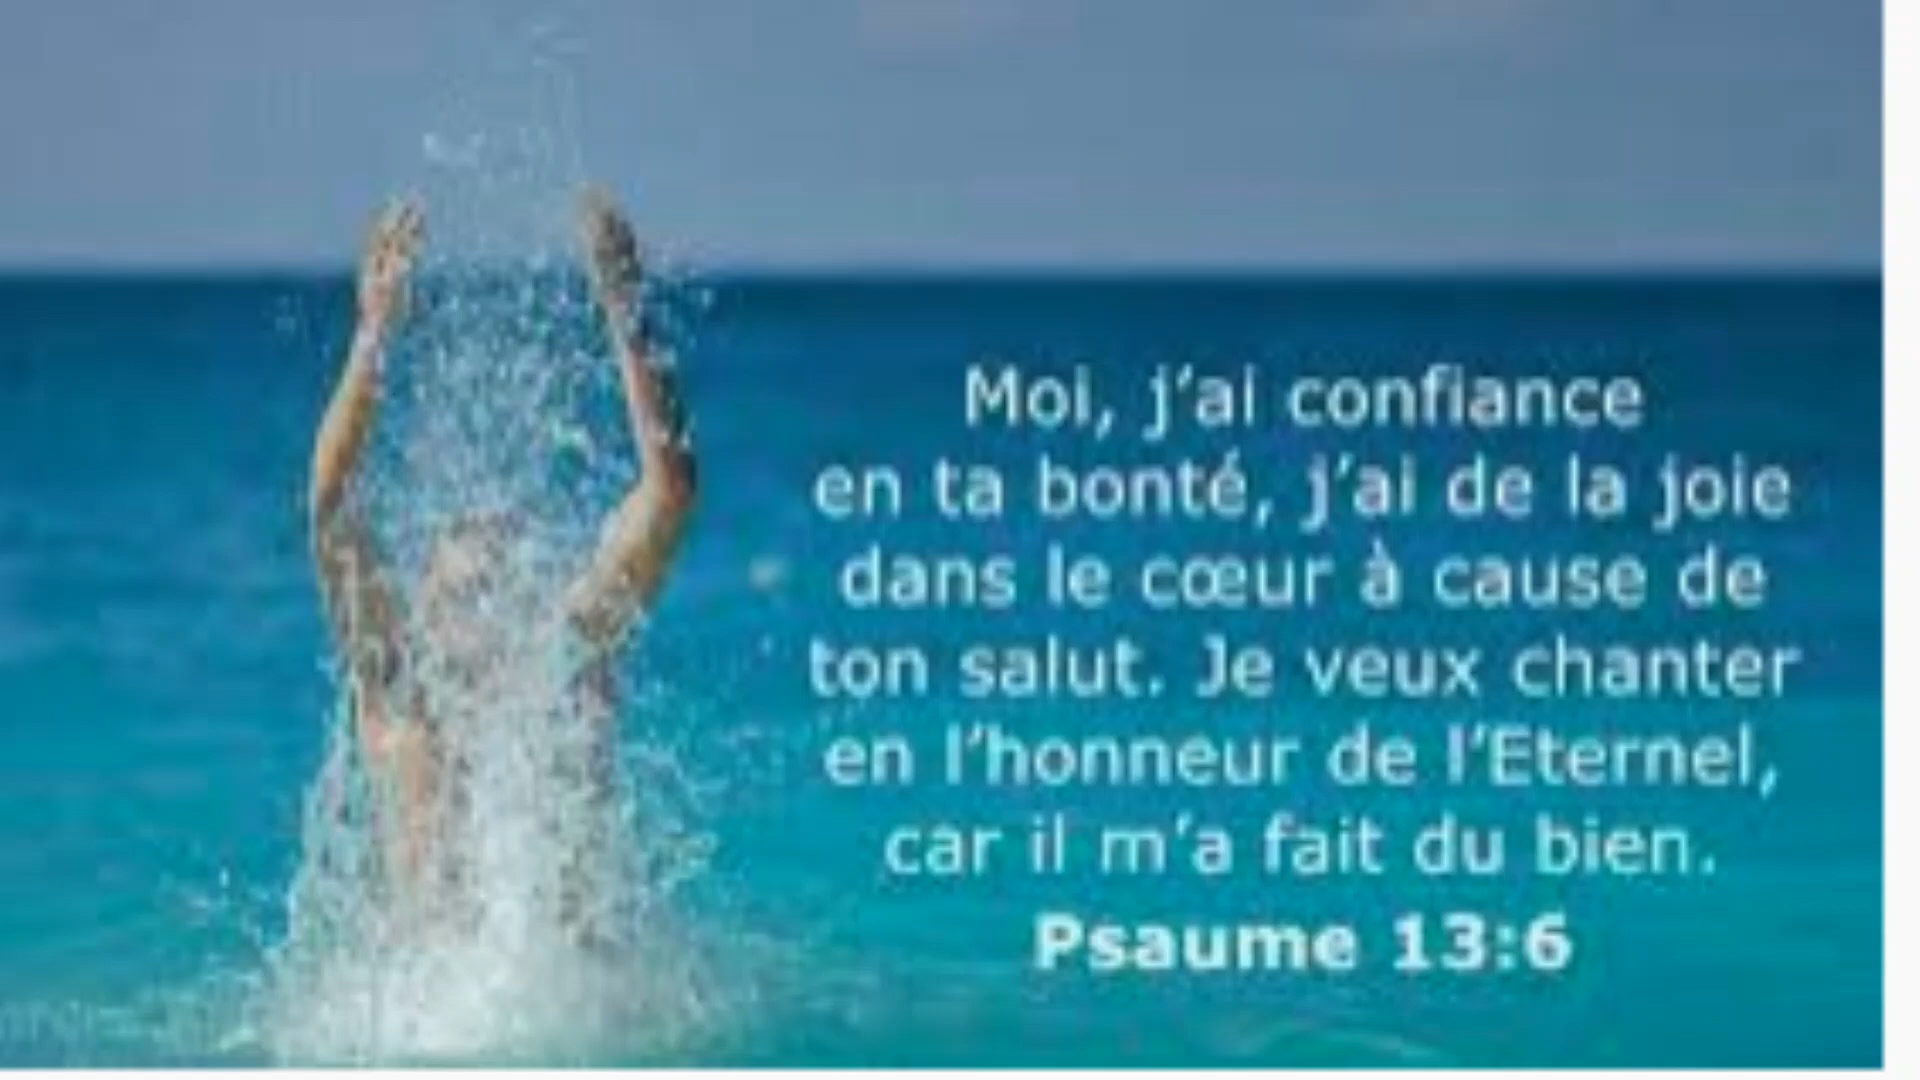 Moi, j'ai confiance
en ta bonté, j'ai de la joie
dans le cœur à cause de
ton salut. Je veux chanter
en l'honneur de l'Eternel,
car il m'a fait du bien.
Psaume 13:6